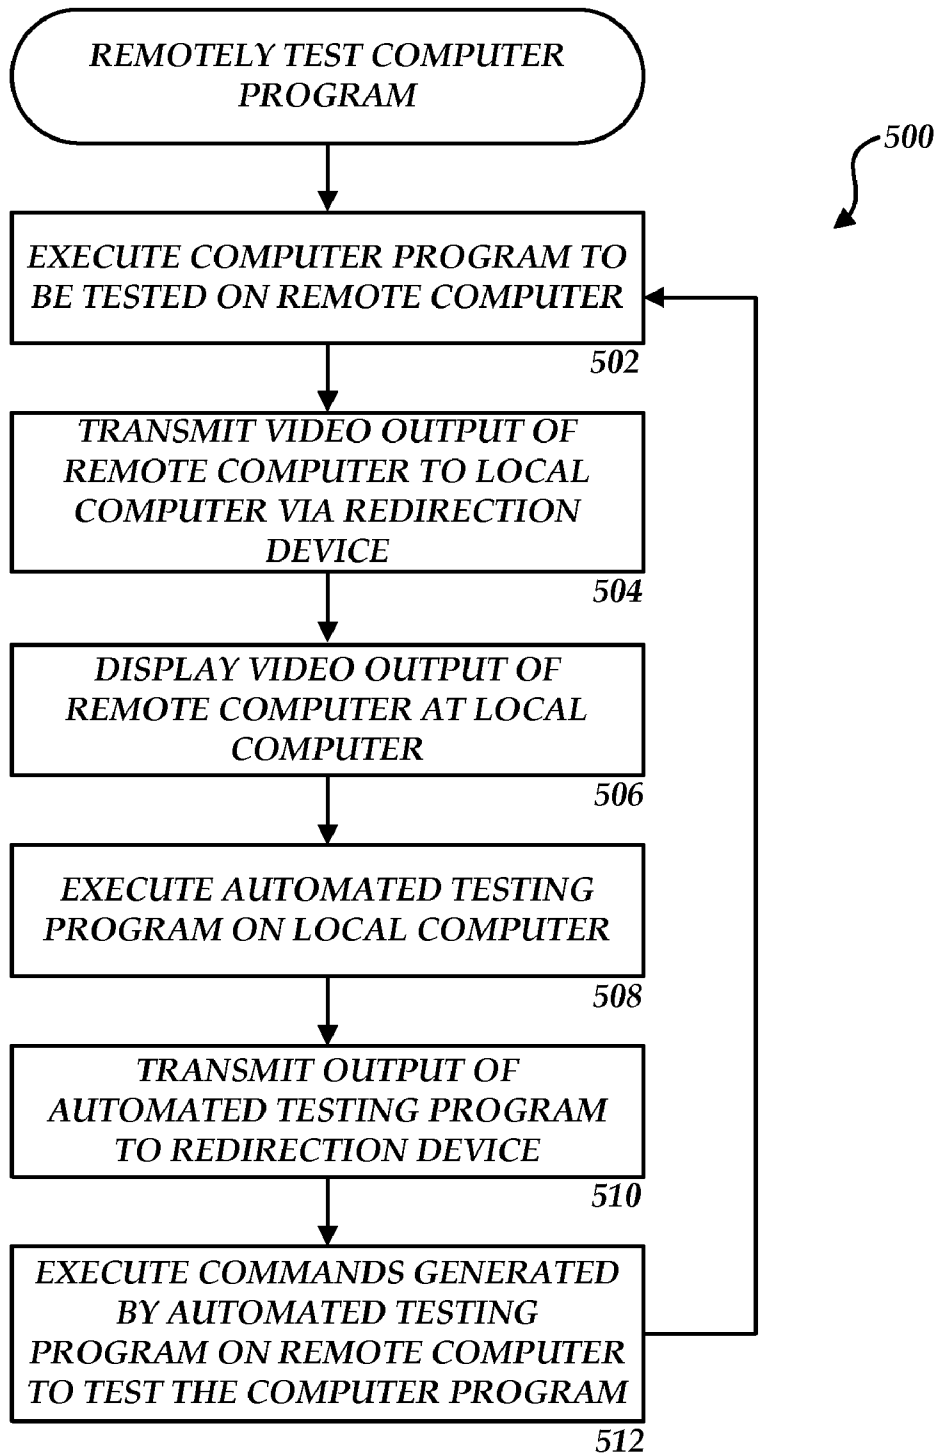 REMOTELY TEST COMPUTER
PROGRAM
500
EXECUTE COMPUTER PROGRAM TO
BE TESTED ON REMOTE COMPUTER
502
TRANSMIT VIDEO OUTPUT OF
REMOTE COMPUTER TO LOCAL
COMPUTER VIA REDIRECTION
DEVICE
504
DISPLAY VIDEO OUTPUT OF
REMOTE COMPUTER AT LOCAL
COMPUTER
506
EXECUTE AUTOMATED TESTING
PROGRAM ON LOCAL COMPUTER
508
TRANSMIT OUTPUT OF
AUTOMATED TESTING PROGRAM
TO REDIRECTION DEVICE
510
EXECUTE COMMANDS GENERATED
BY AUTOMATED TESTING
PROGRAM ON REMOTE COMPUTER
TO TEST THE COMPUTER PROGRAM
512